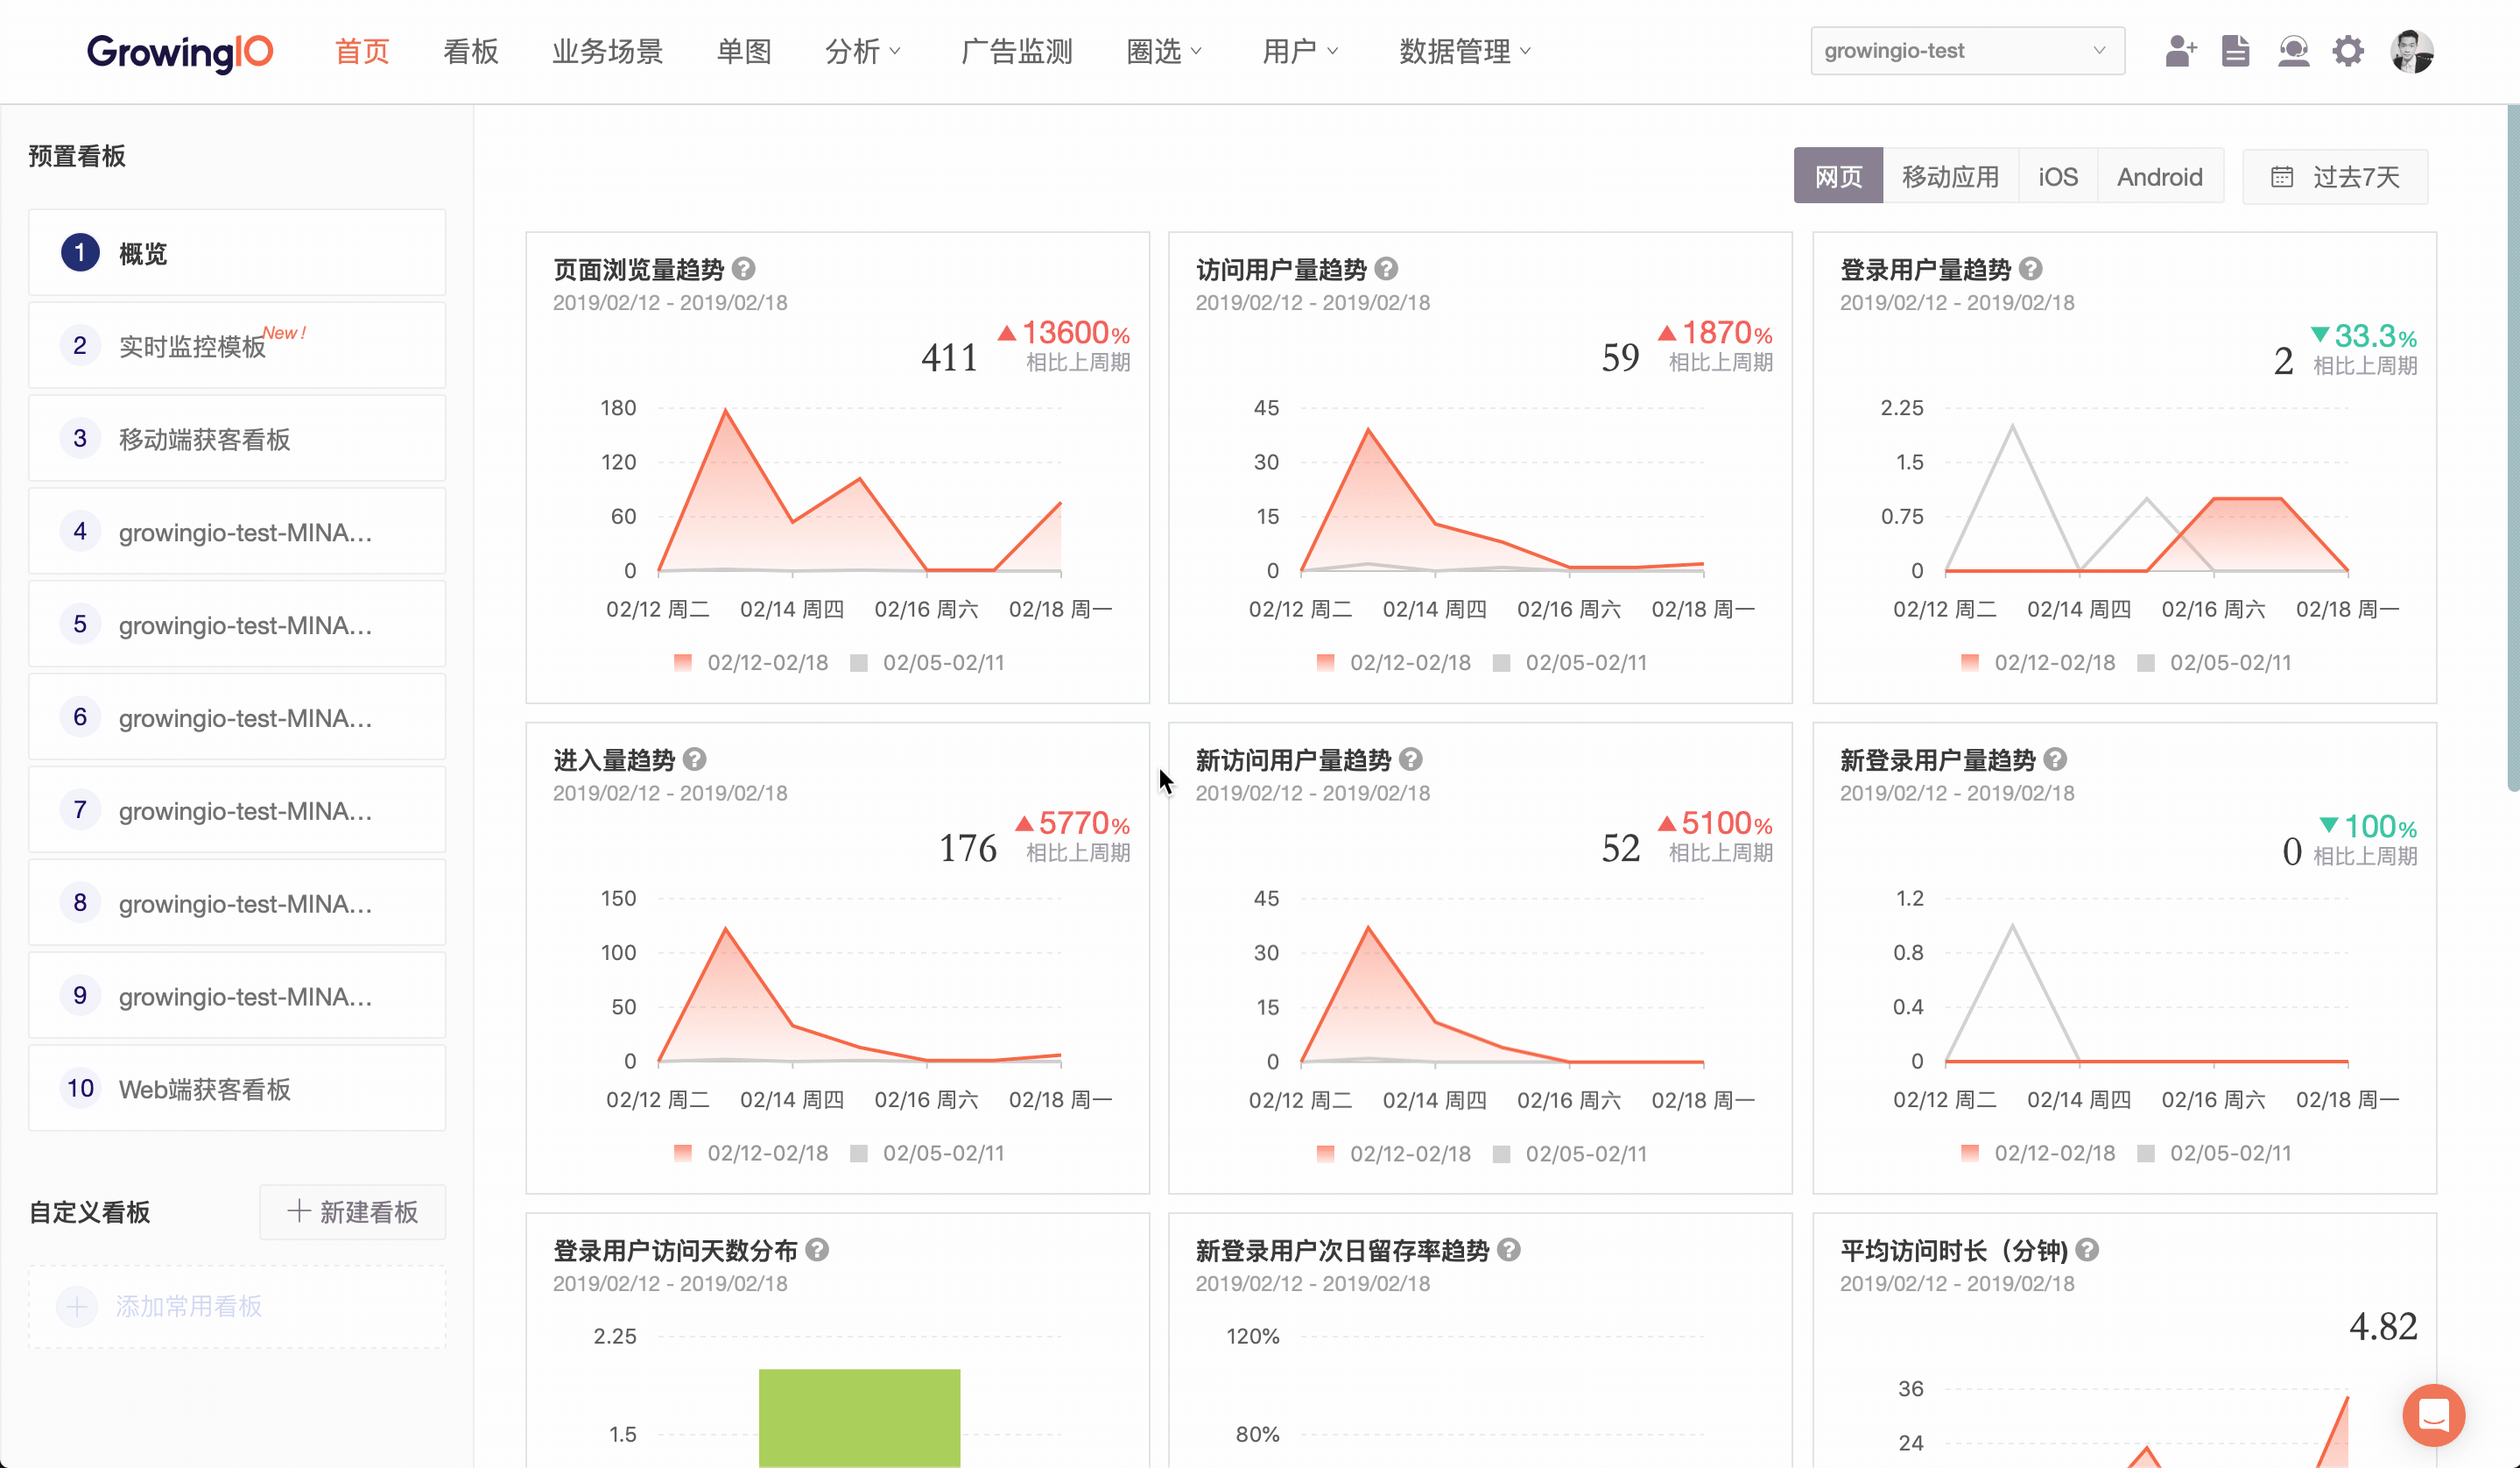 GrowingIO 首页 看板 业务场景 单图 分析 广告监测 圈选 用户 数据管理 growingio-test
预置看板
1 概览
2 实时监控模板 New !
3 移动端获客看板
4 growingio-test-MINA...
5 growingio-test-MINA...
6 growingio-test-MINA...
7 growingio-test-MINA...
8 growingio-test-MINA...
9 growingio-test-MINA...
10 Web端获客看板
自定义看板 新建看板
添加常用看板
网页 移动应用 iOS Android 过去7天
页面浏览量趋势 ?
2019/02/12 - 2019/02/18
411 13600%
相比上周期
180
120
60
0
02/12 周二 02/14 周四 02/16 周六 02/18 周一
02/12-02/18 02/05-02/11
访问用户量趋势 ?
2019/02/12 - 2019/02/18
59 1870%
相比上周期
45
30
15
0
02/12 周二 02/14 周四 02/16 周六 02/18 周一
02/12-02/18 02/05-02/11
登录用户量趋势 ?
2019/02/12 - 2019/02/18
2 33.3%
相比上周期
2.25
1.5
0.75
0
02/12 周二 02/14 周四 02/16 周六 02/18 周一
02/12-02/18 02/05-02/11
进入量趋势 ?
2019/02/12 - 2019/02/18
176 5770%
相比上周期
150
100
50
0
02/12 周二 02/14 周四 02/16 周六 02/18 周一
02/12-02/18 02/05-02/11
新访问用户量趋势 ?
2019/02/12 - 2019/02/18
52 5100%
相比上周期
45
30
15
0
02/12 周二 02/14 周四 02/16 周六 02/18 周一
02/12-02/18 02/05-02/11
新登录用户量趋势 ?
2019/02/12 - 2019/02/18
0 100%
相比上周期
1.2
0.8
0.4
0
02/12 周二 02/14 周四 02/16 周六 02/18 周一
02/12-02/18 02/05-02/11
登录用户访问天数分布 ?
2019/02/12 - 2019/02/18
2.25
1.5
新登录用户次日留存率趋势 ?
2019/02/12 - 2019/02/18
120%
80%
平均访问时长（分钟) ?
2019/02/12 - 2019/02/18
4.82
36
24